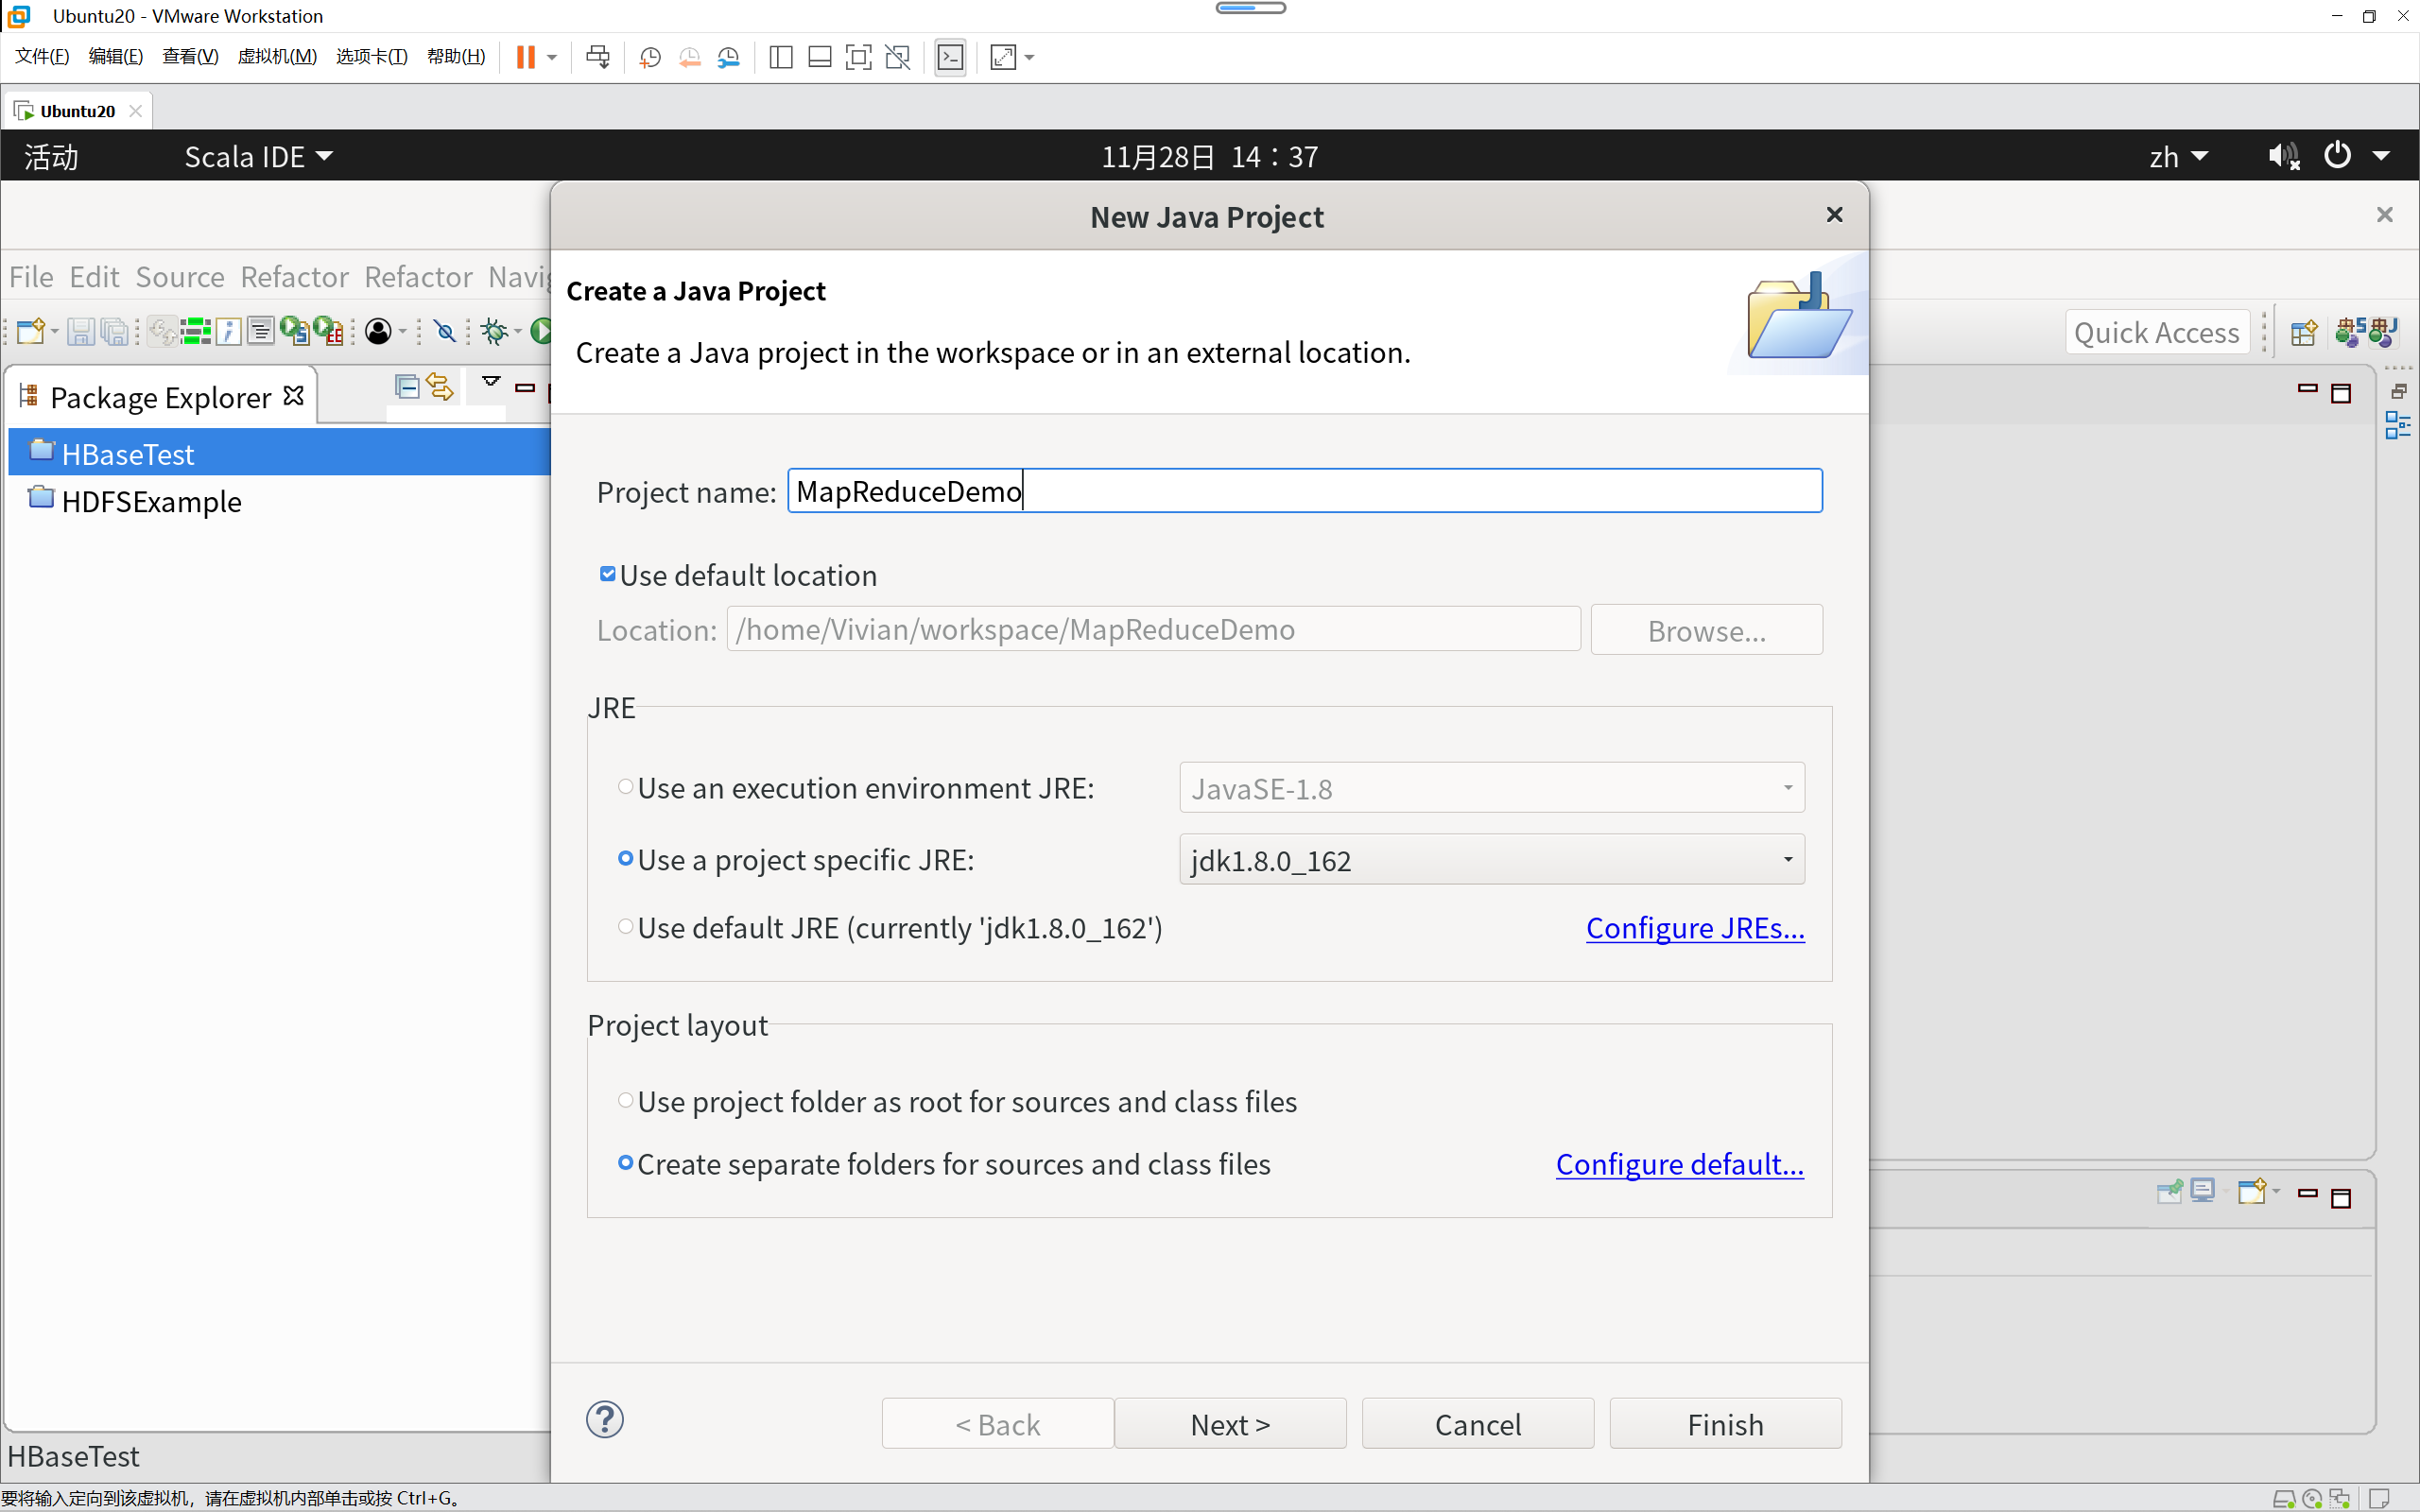 Ubuntu20 - VMware Workstation
文件(F) 编辑(E) 查看(V) 虚拟机(M) 选项卡(T) 帮助(H)
Ubuntu20
活动 Scala IDE 11月28日 14：37 zh
New Java Project
File Edit Source Refactor Refactor Navig
Create a Java Project
Create a Java project in the workspace or in an external location.
Quick Access
Package Explorer
HBaseTest
HDFSExample
Project name: MapReduceDemo
Use default location
Location: /home/Vivian/workspace/MapReduceDemo Browse...
JRE
Use an execution environment JRE: JavaSE-1.8
Use a project specific JRE: jdk1.8.0_162
Use default JRE (currently 'jdk1.8.0_162') Configure JREs...
Project layout
Use project folder as root for sources and class files
Create separate folders for sources and class files Configure default...
< Back Next > Cancel Finish
HBaseTest
要将输入定向到该虚拟机，请在虚拟机内部单击或按 Ctrl+G。